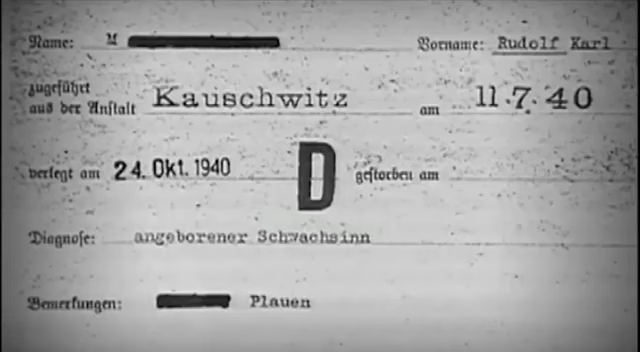 Name: M Vorname: Rudolf Karl
zugeführt
aus der Anstalt Kauschwitz am 11.7.40
verlegt am 24. Okt. 1940 D gestorben am
Diagnose: angeborener Schwachsinn
Bemerkungen: Plauen